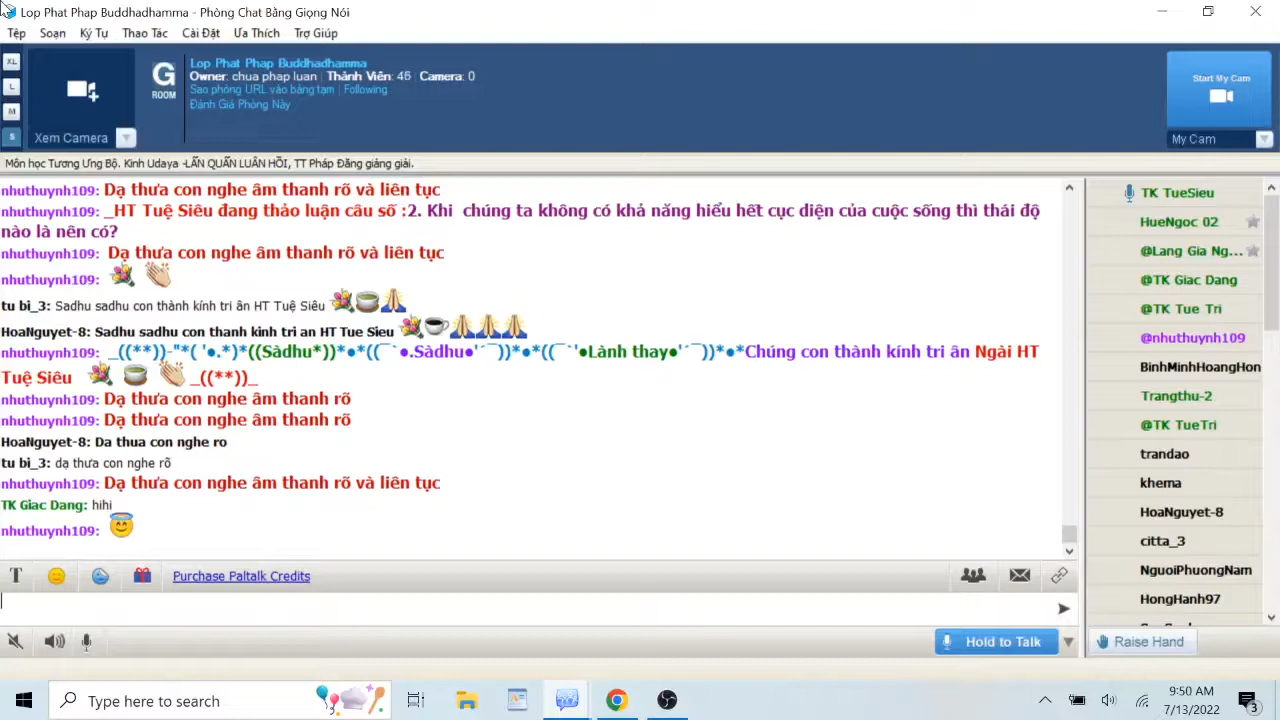 Lop Phat Phap Buddhadhamma - Phòng Chat Bằng Giọng Nói
Tệp Soạn Ký Tự Thao Tác Cài Đặt Ưa Thích Trợ Giúp
XL
L
M
S
Xem Camera
G
ROOM
Lop Phat Phap Buddhadhamma
Owner: chua phap luan | Thành Viên: 46 | Camera: 0
Sao phòng URL vào bảng tạm | Following
Đánh Giá Phòng Này
Start My Cam
My Cam
Môn học Tương Ưng Bộ. Kinh Udaya -LẨN QUẨN LUÂN HỒI, TT Pháp Đăng giảng giải.
nhuthuynh109: Dạ thưa con nghe âm thanh rõ và liên tục
nhuthuynh109: _HT Tuệ Siêu đang thảo luận câu số :2. Khi chúng ta không có khả năng hiểu hết cục diện của cuộc sống thì thái độ
nào là nên có?
nhuthuynh109: Dạ thưa con nghe âm thanh rõ và liên tục
nhuthuynh109: 💐 👏
tu bi_3: Sadhu sadhu con thành kính tri ân HT Tuệ Siêu 💐🍵🙏
HoaNguyet-8: Sadhu sadhu con thanh kinh tri an HT Tue Sieu 💐☕🙏🙏🙏
nhuthuynh109: _((**))-"*( '●.*)*((Sàdhu*))*●*((¯`●.Sàdhu●'´¯))*●*((¯`'●Lành thay●'´¯))*●*Chúng con thành kính tri ân Ngài HT
Tuệ Siêu 💐 🍵 👏 _((**))_
nhuthuynh109: Dạ thưa con nghe âm thanh rõ
nhuthuynh109: Dạ thưa con nghe âm thanh rõ
HoaNguyet-8: Da thua con nghe ro
tu bi_3: dạ thưa con nghe rõ
nhuthuynh109: Dạ thưa con nghe âm thanh rõ và liên tục
TK Giac Dang: hihi
nhuthuynh109: 😇
TK TueSieu
HueNgoc 02
@Lang Gia Ng...
@TK Giac Dang
@TK Tue Tri
@nhuthuynh109
BinhMinhHoangHon
Trangthu-2
@TK TueTri
trandao
khema
HoaNguyet-8
citta_3
NguoiPhuongNam
HongHanh97
T Purchase Paltalk Credits
Hold to Talk
Raise Hand
Type here to search
9:50 AM
7/13/2022
3